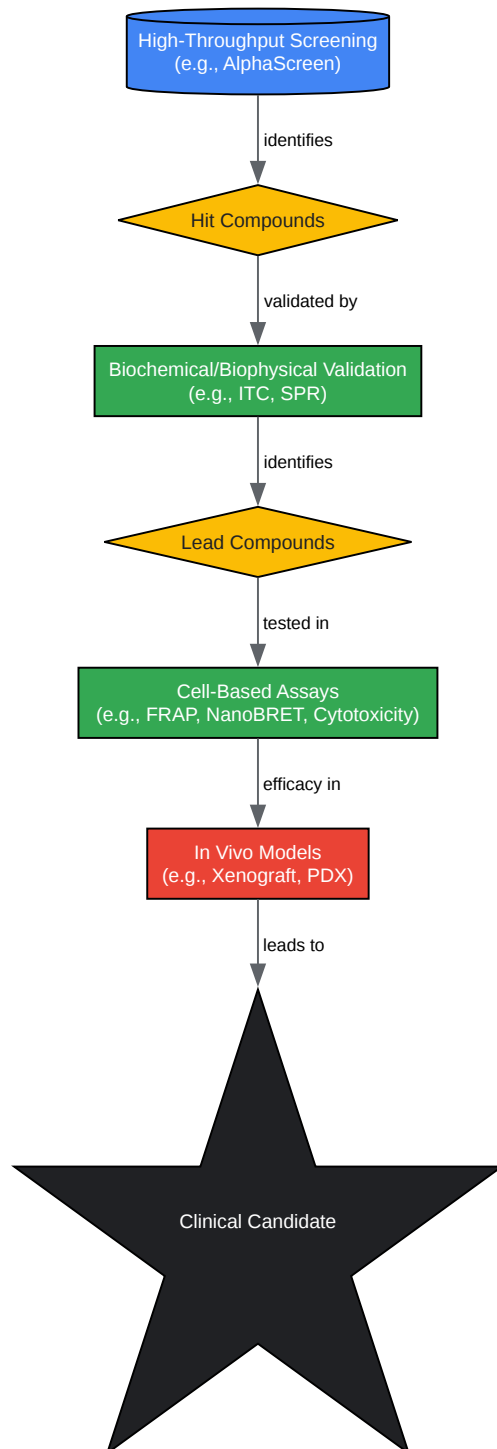 High-Throughput Screening
(e.g., AlphaScreen)
identifies
Hit Compounds
validated by
Biochemical/Biophysical Validation
(e.g., ITC, SPR)
identifies
Lead Compounds
tested in
Cell-Based Assays
(e.g., FRAP, NanoBRET, Cytotoxicity)
efficacy in
In Vivo Models
(e.g., Xenograft, PDX)
leads to
Clinical Candidate